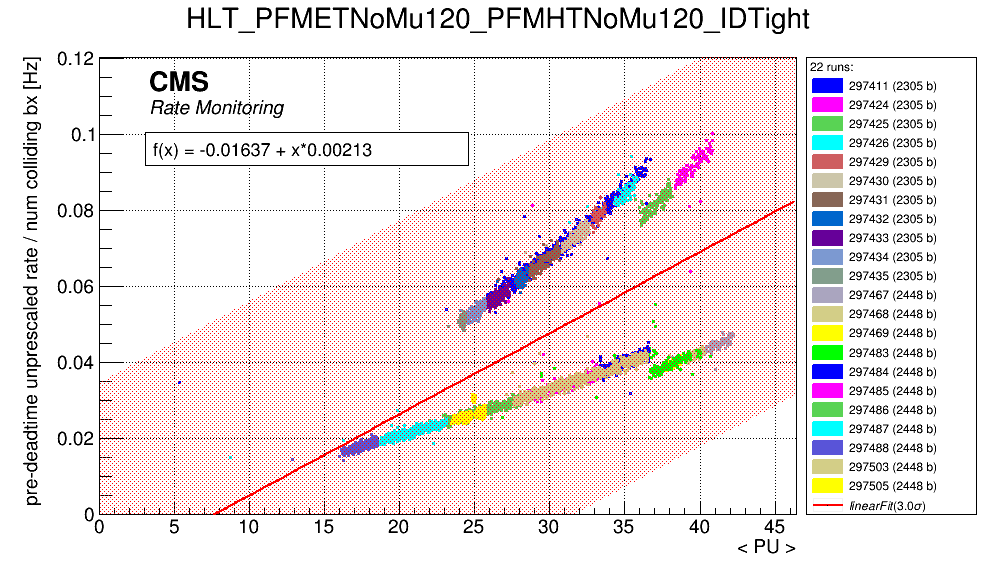 HLT_PFMETNoMu120_PFMHTNoMu120_IDTight
pre-deadtime unprescaled rate / num colliding bx [Hz]
0.12
0.1
0.08
0.06
0.04
0.02
0
CMS
Rate Monitoring
f(x) = -0.01637 + x*0.00213
0 5 10 15 20 25 30 35 40 45
< PU >
22 runs:
297411 (2305 b)
297424 (2305 b)
297425 (2305 b)
297426 (2305 b)
297429 (2305 b)
297430 (2305 b)
297431 (2305 b)
297432 (2305 b)
297433 (2305 b)
297434 (2305 b)
297435 (2305 b)
297467 (2448 b)
297468 (2448 b)
297469 (2448 b)
297483 (2448 b)
297484 (2448 b)
297485 (2448 b)
297486 (2448 b)
297487 (2448 b)
297488 (2448 b)
297503 (2448 b)
297505 (2448 b)
linearFit(3.0σ)